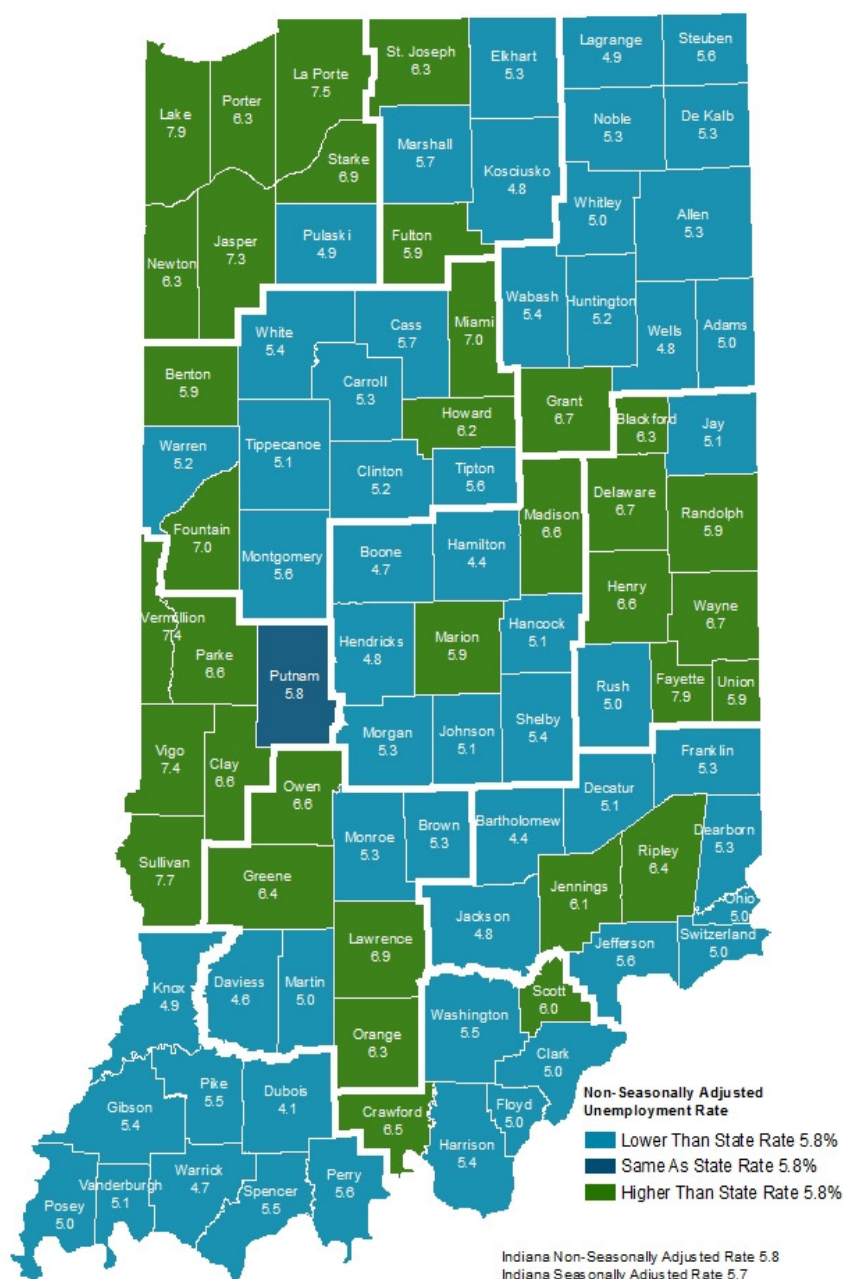 Lagrange
4.9
Steuben
5.6
St. Joseph
6.3
Elkhart
5.3
La Porte
7.5
Porter
6.3
Lake
7.9
Noble
5.3
De Kalb
5.3
Marshall
5.7
Starke
6.9
Kosciusko
4.8
Whitley
5.0
Allen
5.3
Pulaski
4.9
Fulton
5.9
Jasper
7.3
Newton
6.3
Wabash
5.4
Huntington
5.2
Miami
7.0
Cass
5.7
White
5.4
Wells
4.8
Adams
5.0
Benton
5.9
Carroll
5.3
Grant
6.7
Howard
6.2
Blackford
6.3
Jay
5.1
Warren
5.2
Tippecanoe
5.1
Clinton
5.2
Tipton
5.6
Delaware
6.7
Randolph
5.9
Madison
6.6
Fountain
7.0
Montgomery
5.6
Boone
4.7
Hamilton
4.4
Henry
6.6
Wayne
6.7
Vermillion
7.4
Parke
6.6
Putnam
5.8
Hendricks
4.8
Marion
5.9
Hancock
5.1
Rush
5.0
Fayette
7.9
Union
5.9
Vigo
7.4
Clay
6.6
Morgan
5.3
Johnson
5.1
Shelby
5.4
Franklin
5.3
Owen
6.6
Decatur
5.1
Monroe
5.3
Brown
5.3
Bartholomew
4.4
Dearborn
5.3
Ripley
6.4
Sullivan
7.7
Greene
6.4
Jennings
6.1
Ohio
5.0
Jackson
4.8
Lawrence
6.9
Jefferson
5.6
Switzerland
5.0
Knox
4.9
Daviess
4.6
Martin
5.0
Scott
6.0
Washington
5.5
Orange
6.3
Clark
5.0
Pike
5.5
Dubois
4.1
Gibson
5.4
Crawford
6.5
Floyd
5.0
Harrison
5.4
Posey
5.0
Vanderburgh
5.1
Warrick
4.7
Spencer
5.5
Perry
5.6
Non-Seasonally Adjusted
Unemployment Rate
Lower Than State Rate 5.8%
Same As State Rate 5.8%
Higher Than State Rate 5.8%
Indiana Non-Seasonally Adjusted Rate 5.8
Indiana Seasonally Adjusted Rate 5.7